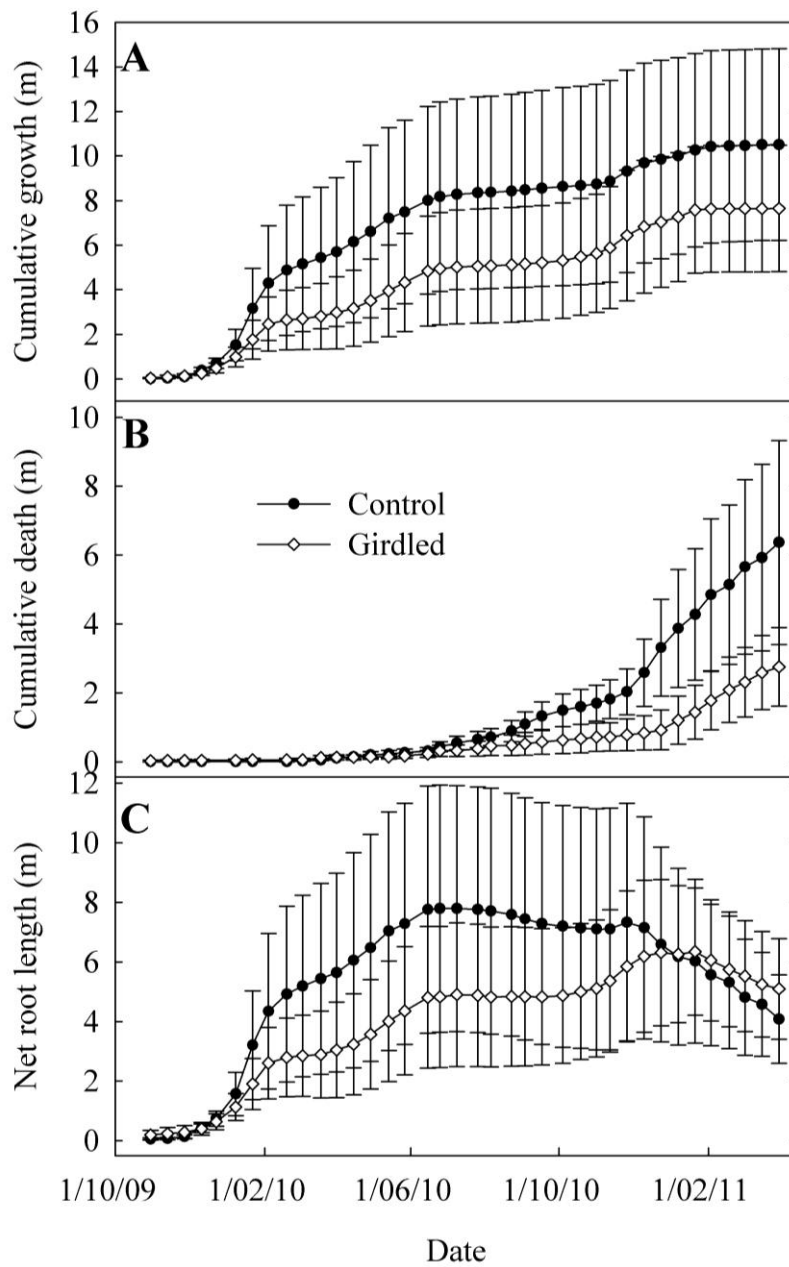 16
A
14
12
10
8
6
4
2
0
Cumulative growth (m)
10
B
8
6
4
2
0
Cumulative death (m)
Control
Girdled
12
C
10
8
6
4
2
0
Net root length (m)
1/10/09 1/02/10 1/06/10 1/10/10 1/02/11
Date